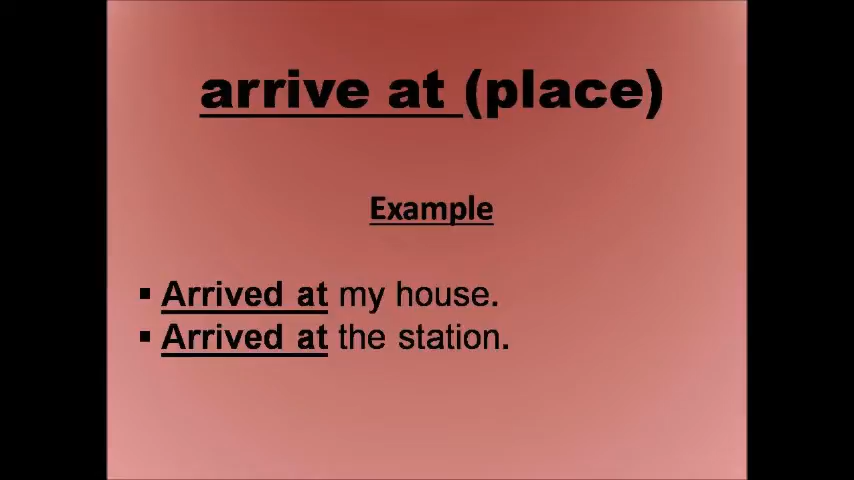 arrive at (place)
Example
▪ Arrived at my house.
▪ Arrived at the station.